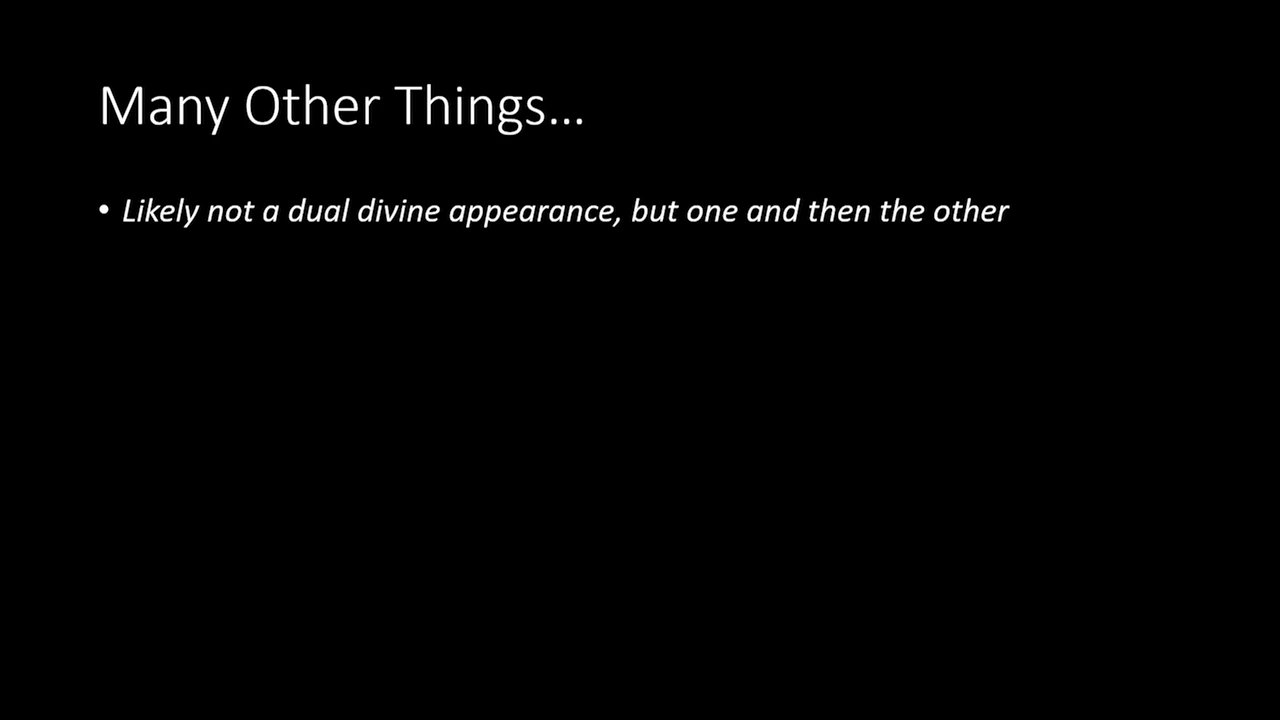 Many Other Things...
• Likely not a dual divine appearance, but one and then the other